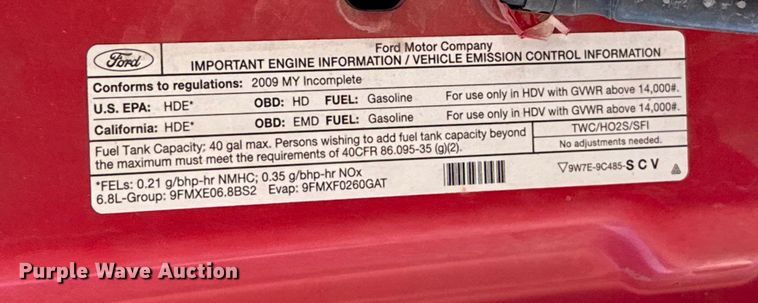 Ford
Ford Motor Company
IMPORTANT ENGINE INFORMATION / VEHICLE EMISSION CONTROL INFORMATION
Conforms to regulations: 2009 MY Incomplete
U.S. EPA: HDE* OBD: HD FUEL: Gasoline For use only in HDV with GVWR above 14,000#.
California: HDE* OBD: EMD FUEL: Gasoline For use only in HDV with GVWR above 14,000#.
Fuel Tank Capacity: 40 gal max. Persons wishing to add fuel tank capacity beyond
the maximum must meet the requirements of 40CFR 86.095-35 (g)(2).
TWC/HO2S/SFI
No adjustments needed.
*FELs: 0.21 g/bhp-hr NMHC; 0.35 g/bhp-hr NOx
6.8L-Group: 9FMXE06.8BS2 Evap: 9FMXF0260GAT
▽9W7E-9C485-S C V
Purple Wave Auction